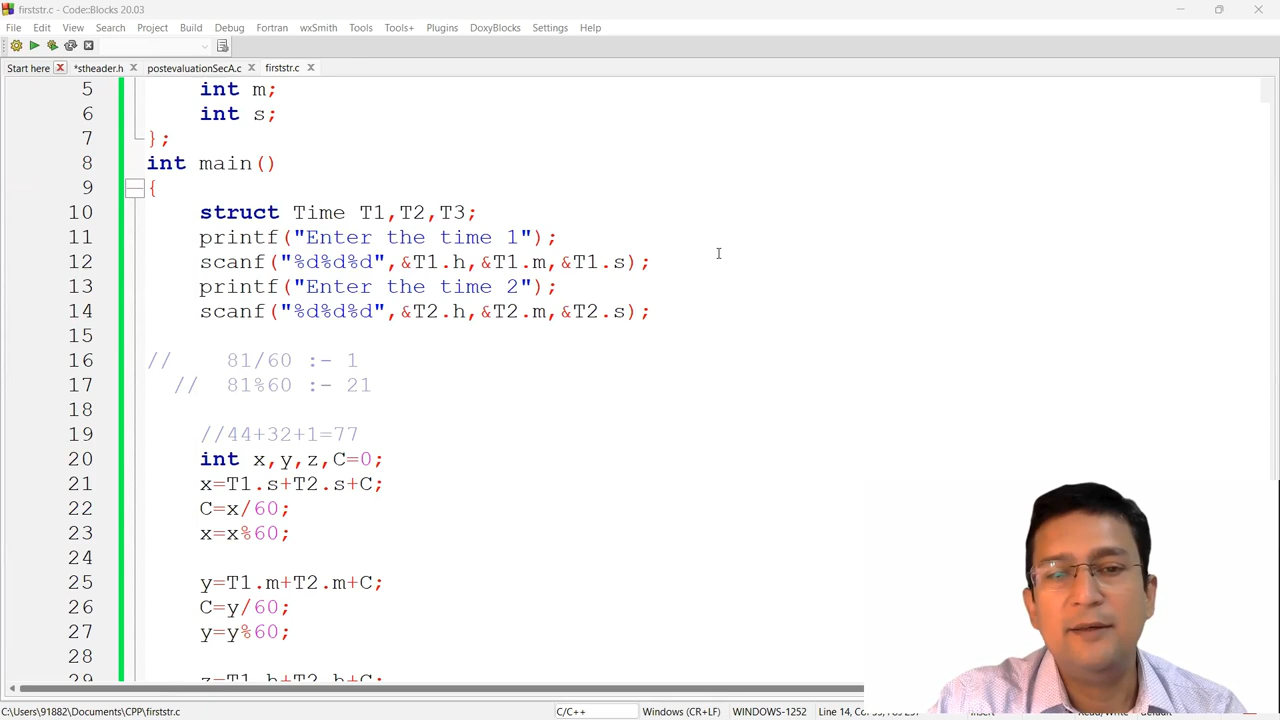 firststr.c - Code::Blocks 20.03
File Edit View Search Project Build Debug Fortran wxSmith Tools Tools+ Plugins DoxyBlocks Settings Help
Start here *stheader.h postevaluationSecA.c firststr.c
5 int m;
6 int s;
7 };
8 int main()
9 {
10 struct Time T1,T2,T3;
11 printf("Enter the time 1");
12 scanf("%d%d%d",&T1.h,&T1.m,&T1.s);
13 printf("Enter the time 2");
14 scanf("%d%d%d",&T2.h,&T2.m,&T2.s);
15
16 // 81/60 :- 1
17 // 81%60 :- 21
18
19 //44+32+1=77
20 int x,y,z,C=0;
21 x=T1.s+T2.s+C;
22 C=x/60;
23 x=x%60;
24
25 y=T1.m+T2.m+C;
26 C=y/60;
27 y=y%60;
28
29 z=T1.h+T2.h+C;
C:\Users\91882\Documents\CPP\firststr.c C/C++ Windows (CR+LF) WINDOWS-1252 Line 14,